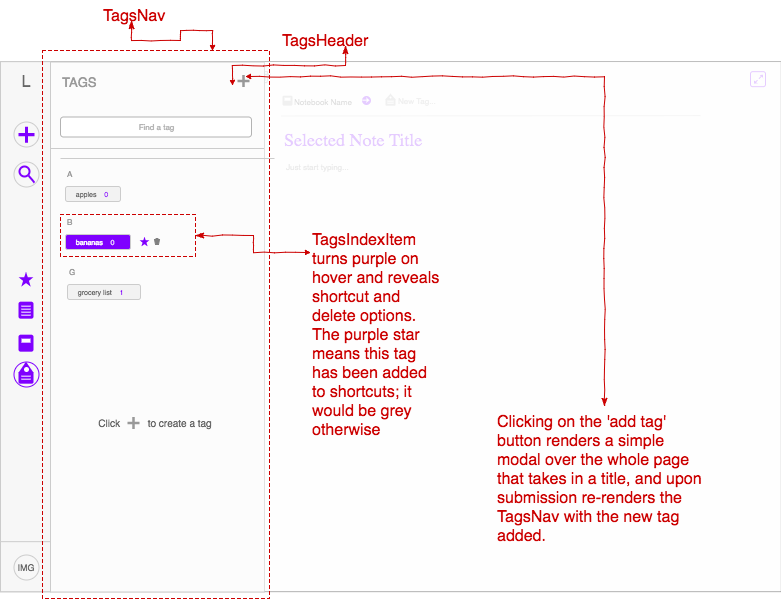 TagsNav
TagsHeader
L
TAGS
Notebook Name
New Tag...
Find a tag
Selected Note Title
Just start typing...
A
apples 0
B
bananas 0
G
grocery list 1
TagsIndexItem
turns purple on
hover and reveals
shortcut and
delete options.
The purple star
means this tag
has been added
to shortcuts; it
would be grey
otherwise
Click + to create a tag
Clicking on the 'add tag'
button renders a simple
modal over the whole page
that takes in a title, and upon
submission re-renders the
TagsNav with the new tag
added.
IMG